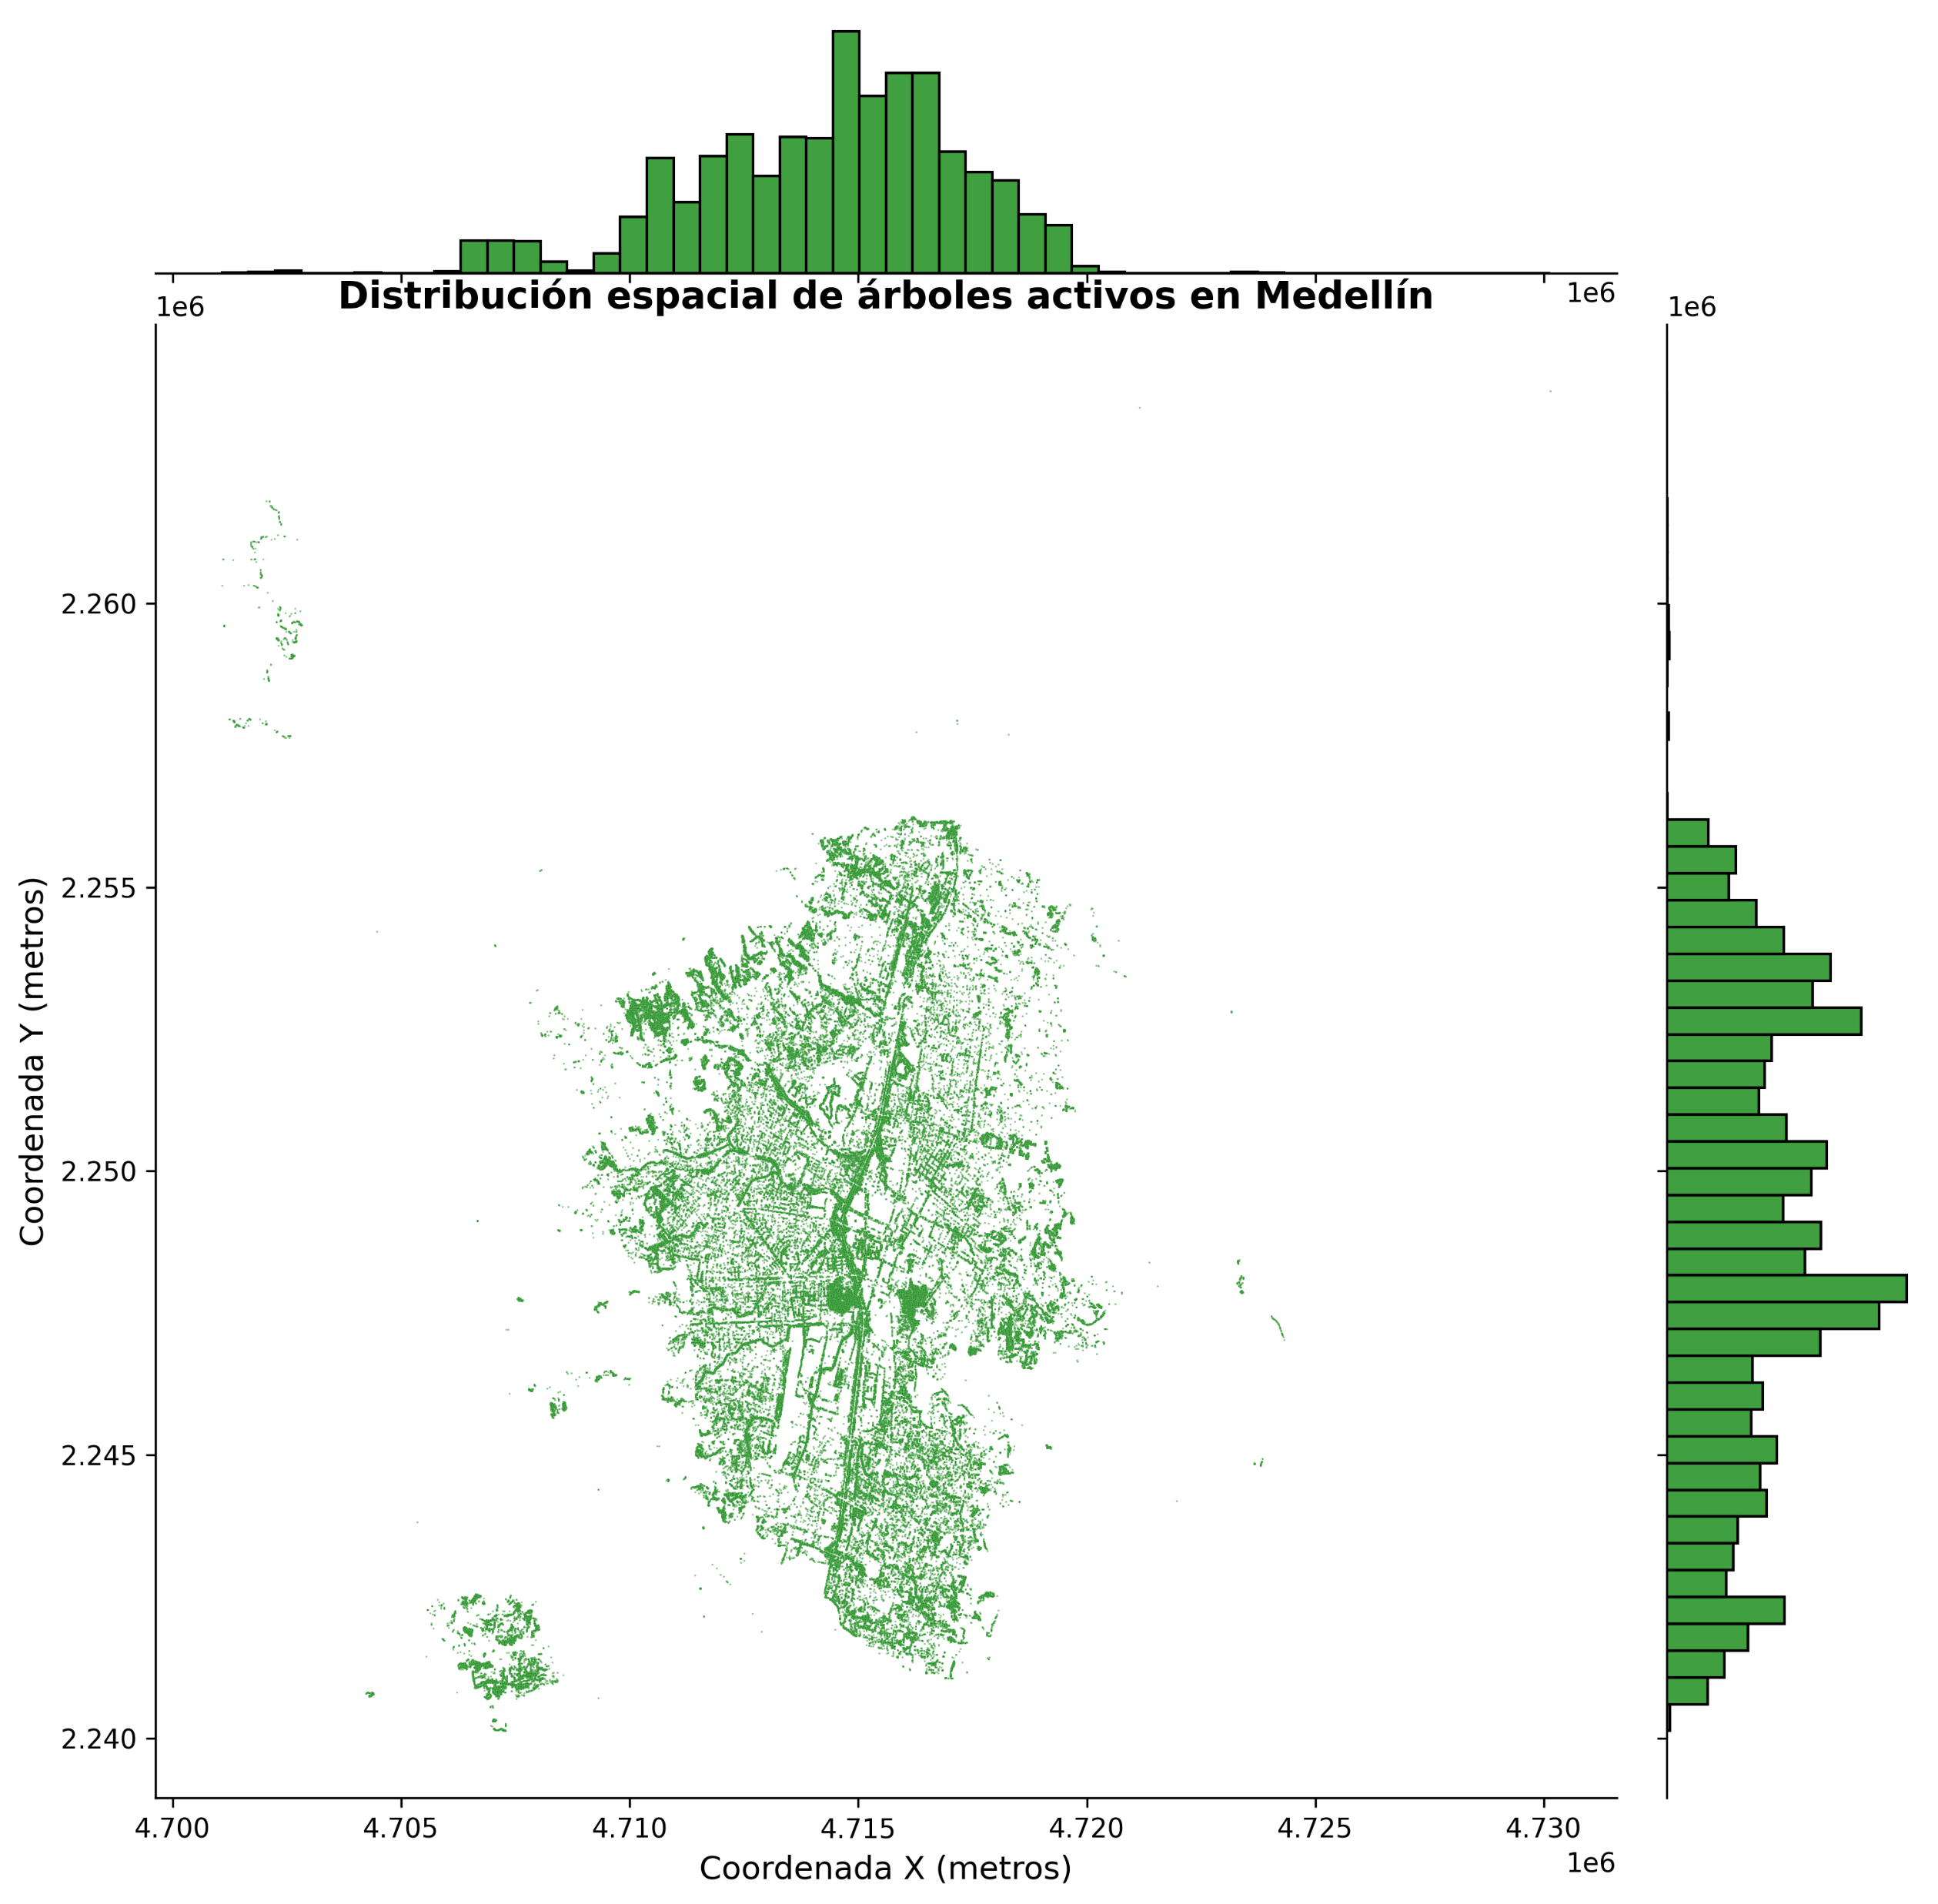 Distribución espacial de árboles activos en Medellín
1e6
1e6
1e6
2.260
2.255
2.250
2.245
2.240
Coordenada Y (metros)
4.700 4.705 4.710 4.715 4.720 4.725 4.730
Coordenada X (metros)
1e6